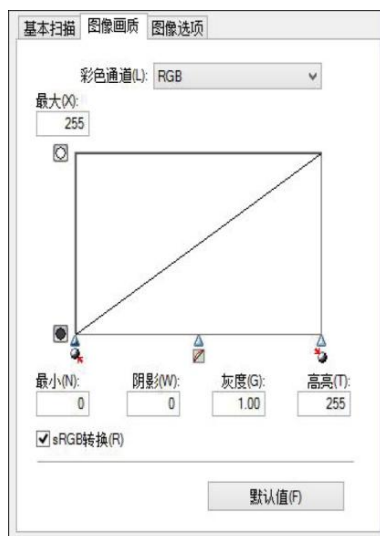 基本扫描 图像画质 图像选项
彩色通道(L): RGB
最大(X):
255
最小(N): 阴影(W): 灰度(G): 高亮(T):
0 0 1.00 255
sRGB转换(R)
默认值(F)